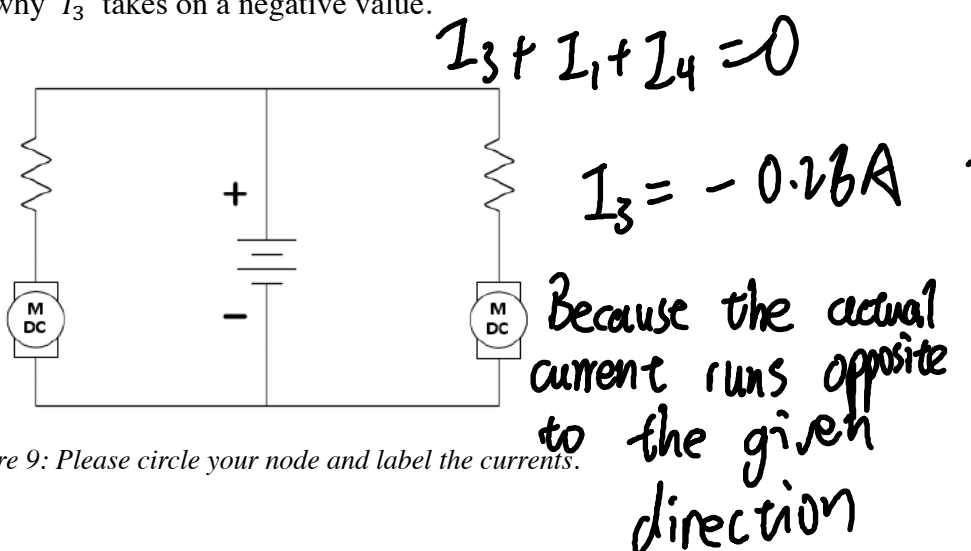 why I₃ takes on a negative value.
I₃ + I₁ + I₄ = 0
+
I₃ = - 0.26A
M
DC
M
DC
-
Because the actual
current runs opposite
to the given
direction
re 9: Please circle your node and label the currents.